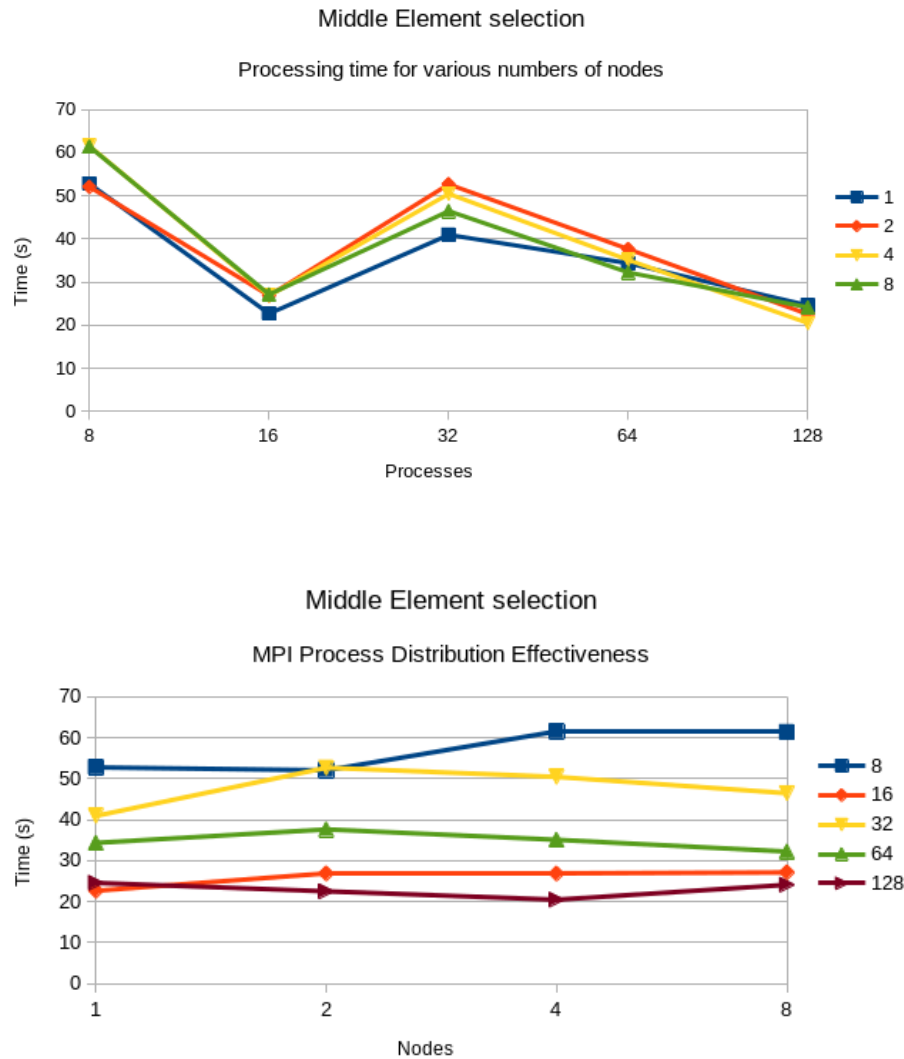 Middle Element selection
Processing time for various numbers of nodes
70
60
50
40
30
20
10
0
Time (s)
8 16 32 64 128
Processes
1
2
4
8
Middle Element selection
MPI Process Distribution Effectiveness
70
60
50
40
30
20
10
0
Time (s)
1 2 4 8
Nodes
8
16
32
64
128